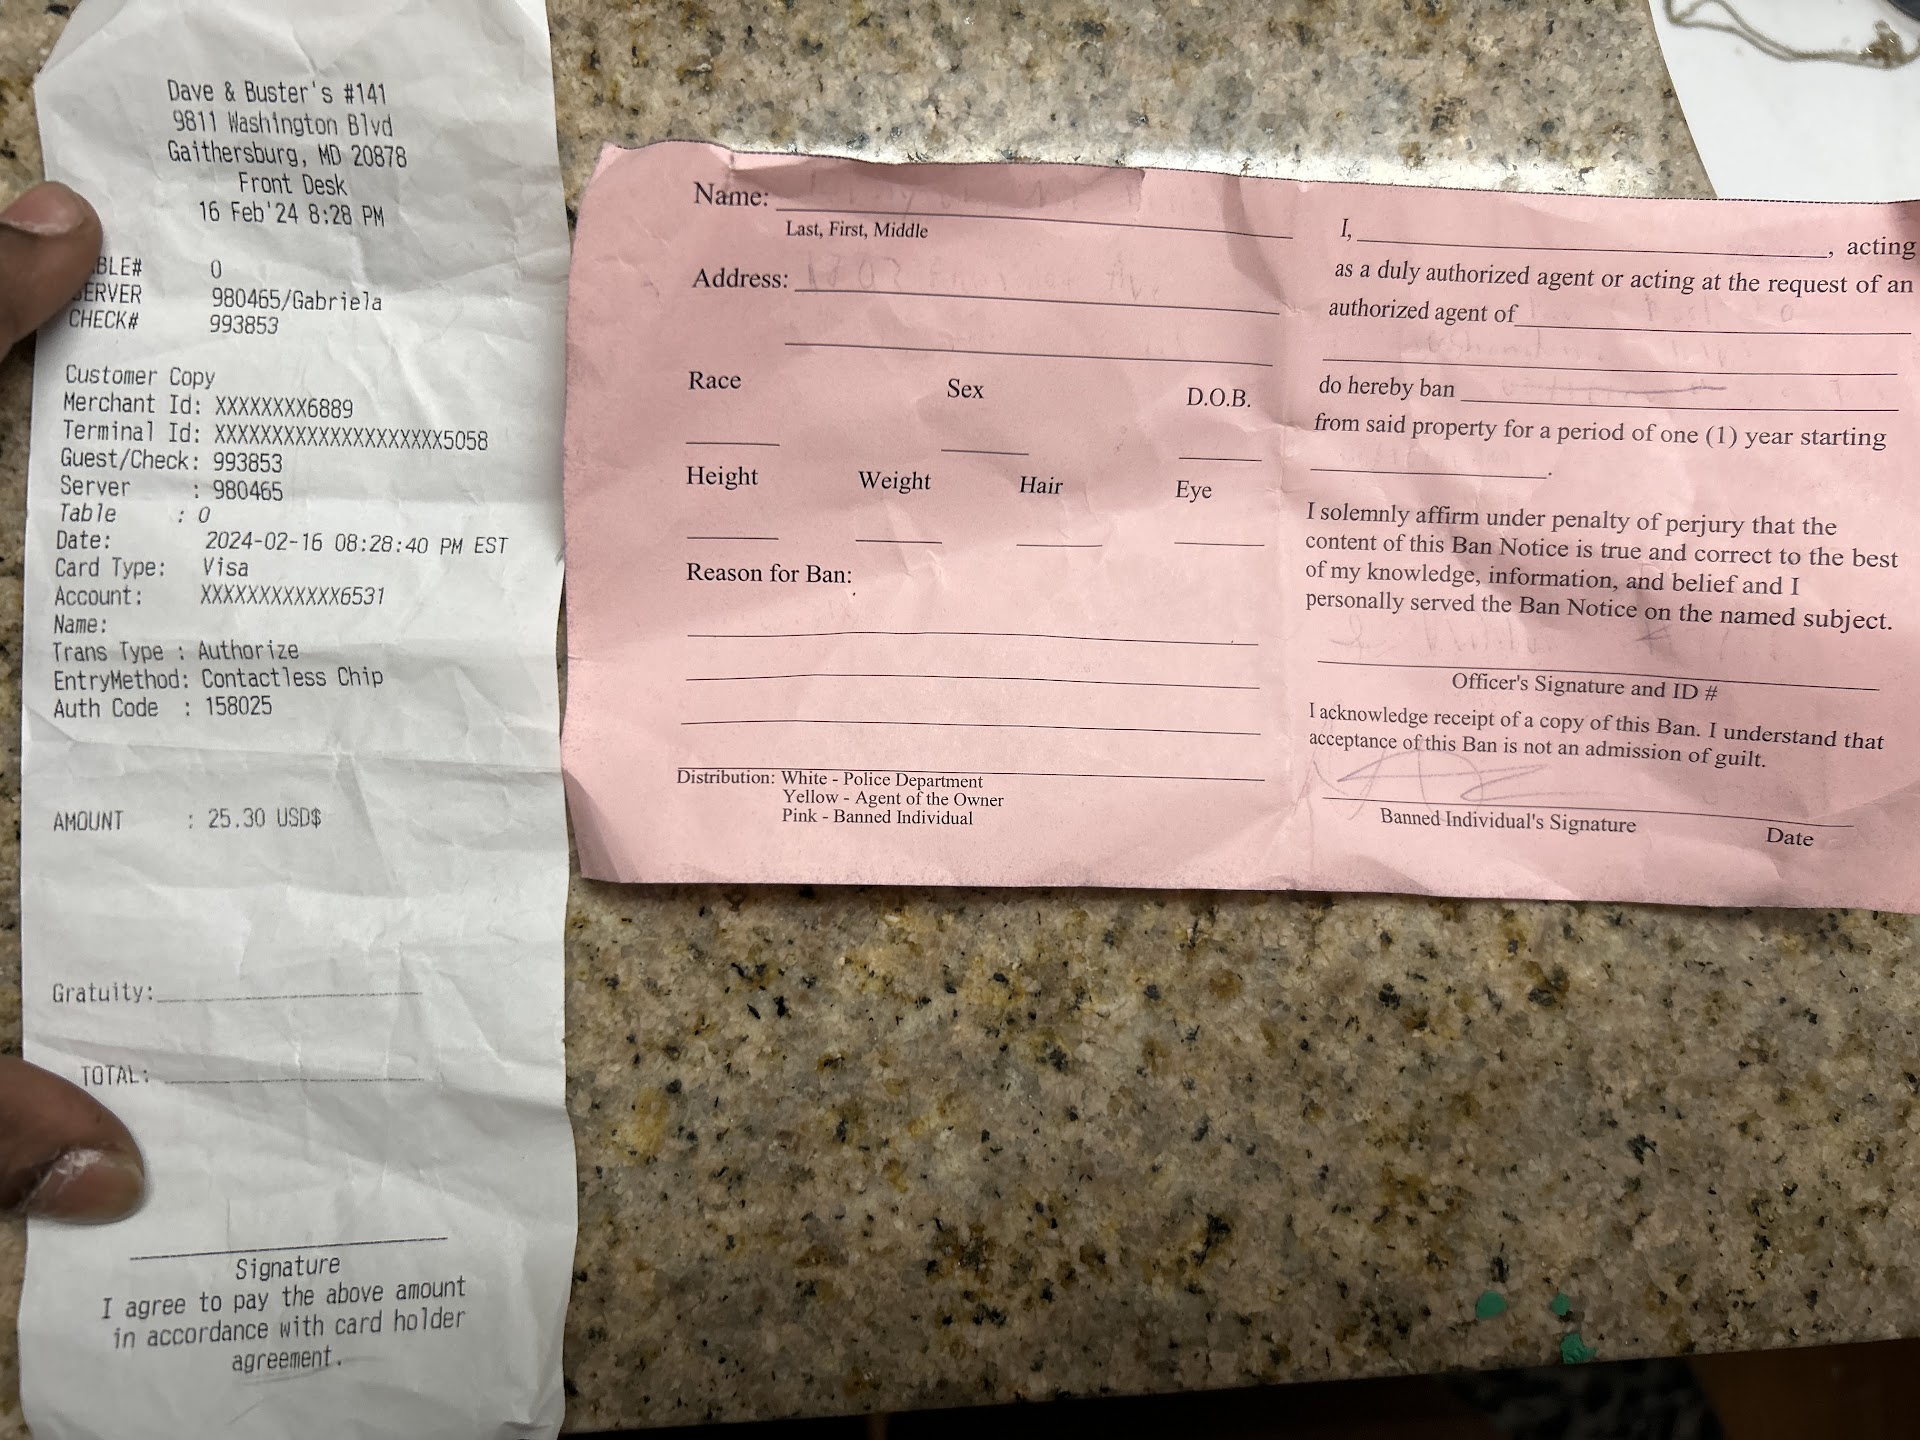 Dave & Buster's #141
9811 Washington Blvd
Gaithersburg, MD 20878
Front Desk
16 Feb'24 8:28 PM
BLE# 0
SERVER 980465/Gabriela
CHECK# 993853
Customer Copy
Merchant Id: XXXXXXXX6889
Terminal Id: XXXXXXXXXXXXXXXXXXXX5058
Guest/Check: 993853
Server : 980465
Table : 0
Date: 2024-02-16 08:28:40 PM EST
Card Type: Visa
Account: XXXXXXXXXXXX6531
Name:
Trans Type : Authorize
EntryMethod: Contactless Chip
Auth Code : 158025
AMOUNT : 25.30 USD$
Gratuity:
TOTAL:
Signature
I agree to pay the above amount
in accordance with card holder
agreement.
Name:
Last, First, Middle
Address:
Race Sex D.O.B.
Height Weight Hair Eye
Reason for Ban:
Distribution: White - Police Department
Yellow - Agent of the Owner
Pink - Banned Individual
I, , acting
as a duly authorized agent or acting at the request of an
authorized agent of
do hereby ban
from said property for a period of one (1) year starting
.
I solemnly affirm under penalty of perjury that the
content of this Ban Notice is true and correct to the best
of my knowledge, information, and belief and I
personally served the Ban Notice on the named subject.
Officer's Signature and ID #
I acknowledge receipt of a copy of this Ban. I understand that
acceptance of this Ban is not an admission of guilt.
Banned Individual's Signature Date